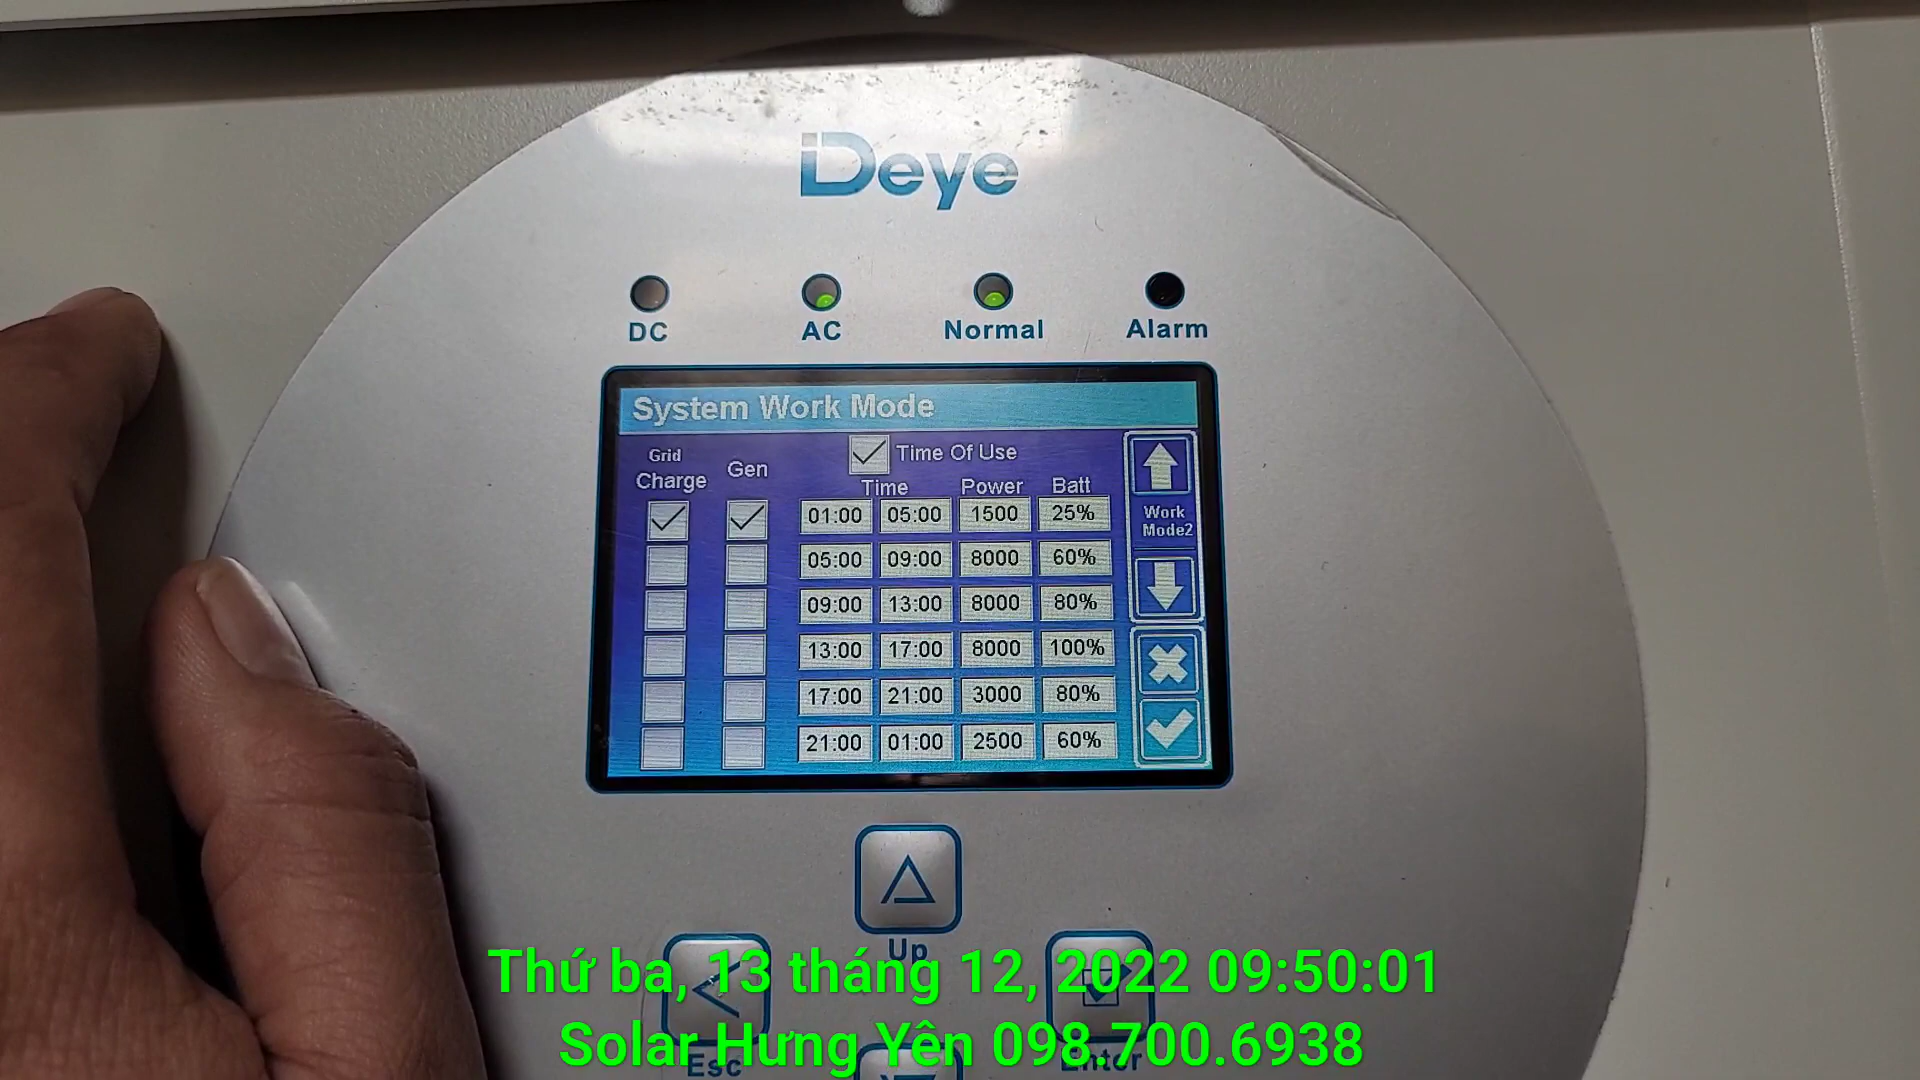 Deye
DC AC Normal Alarm
System Work Mode
Grid Charge Gen Time Of Use
Time Power Batt
01:00 05:00 1500 25%
05:00 09:00 8000 60%
09:00 13:00 8000 80%
13:00 17:00 8000 100%
17:00 21:00 3000 80%
21:00 01:00 2500 60%
Work
Mode2
Up
Thứ ba, 13 tháng 12, 2022 09:50:01
Solar Hưng Yên 098.700.6938
Esc Enter